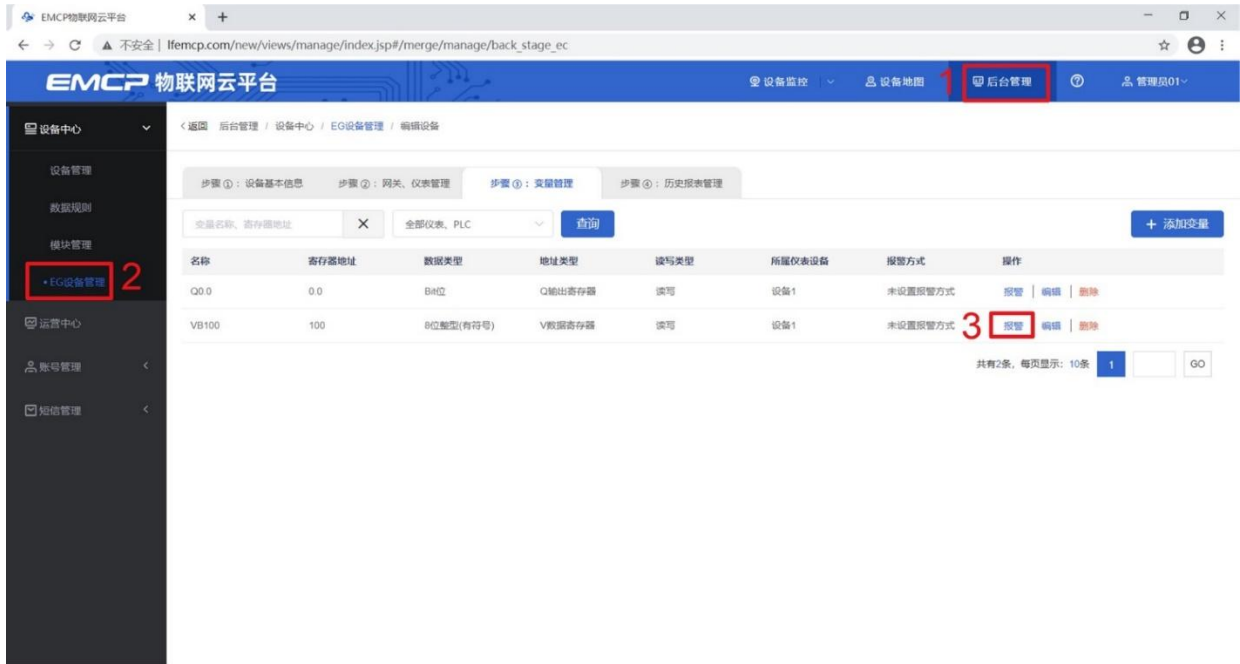 EMCP物联网云平台
不安全 | lfemcp.com/new/views/manage/index.jsp#/merge/manage/back_stage_ec
EMCP 物联网云平台 设备监控 设备地图 1 后台管理 管理员01
设备中心 <返回 后台管理 / 设备中心 / EG设备管理 / 编辑设备
设备管理
步骤①：设备基本信息 步骤②：网关、仪表管理 步骤③：变量管理 步骤④：历史报表管理
数据规则
变量名称、寄存器地址 全部仪表、PLC 查询 + 添加变量
模块管理
名称 寄存器地址 数据类型 地址类型 读写类型 所属仪表设备 报警方式 操作
•EG设备管理 2
Q0.0 0.0 Bit位 Q输出寄存器 读写 设备1 未设置报警方式 报警 | 编辑 | 删除
运营中心
VB100 100 8位整型(有符号) V数据寄存器 读写 设备1 未设置报警方式 3 报警 编辑 | 删除
账号管理
共有2条，每页显示：10条 1 GO
短信管理